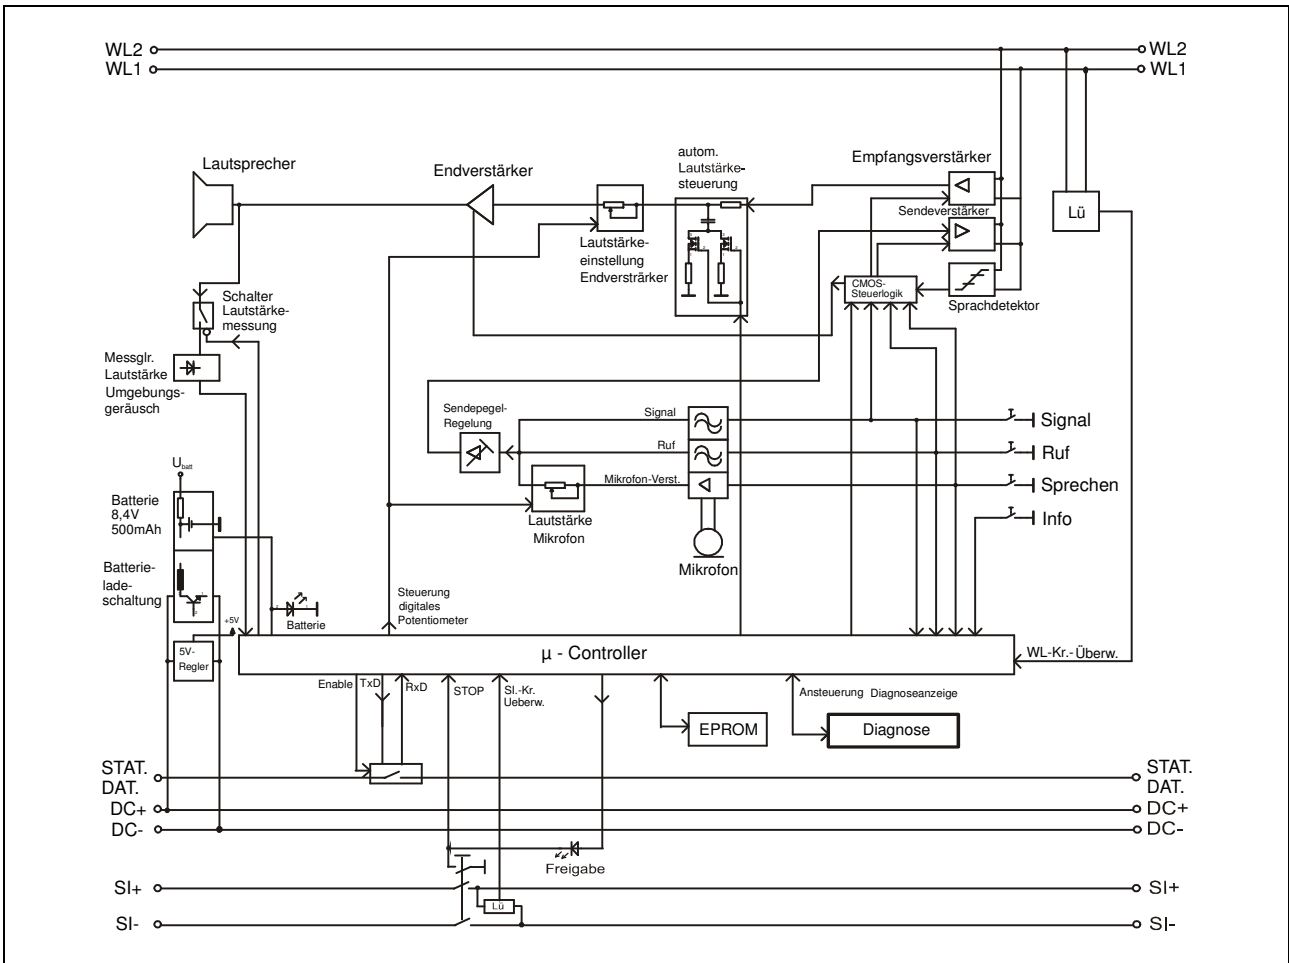 WL2
WL2
WL1
WL1
Lautsprecher
Endverstärker
autom.
Lautstärke-
steuerung
Empfangsverstärker
Sendeverstärker
Lü
Lautstärke-
einstellung
Endversträrker
CMOS-
Steuerlogik
Sprachdetektor
Schalter
Lautstärke-
messung
Messglr.
Lautstärke
Umgebungs-
geräusch
Sendepegel-
Regelung
Signal
Signal
Ruf
Ruf
Mikrofon-Verst.
Sprechen
Info
Ubatt
Batterie
8,4V
500mAh
Lautstärke
Mikrofon
Mikrofon
Batterie-
lade-
schaltung
Steuerung
digitales
Potentiometer
Batterie
+5V
5V-
Regler
µ - Controller
WL-Kr.-Überw.
Enable
TxD
RxD
STOP
SI.-Kr.
Ueberw.
Ansteuerung Diagnoseanzeige
EPROM
Diagnose
STAT.
DAT.
STAT.
DAT.
DC+
DC+
DC-
DC-
Freigabe
SI+
SI+
Lü
SI-
SI-